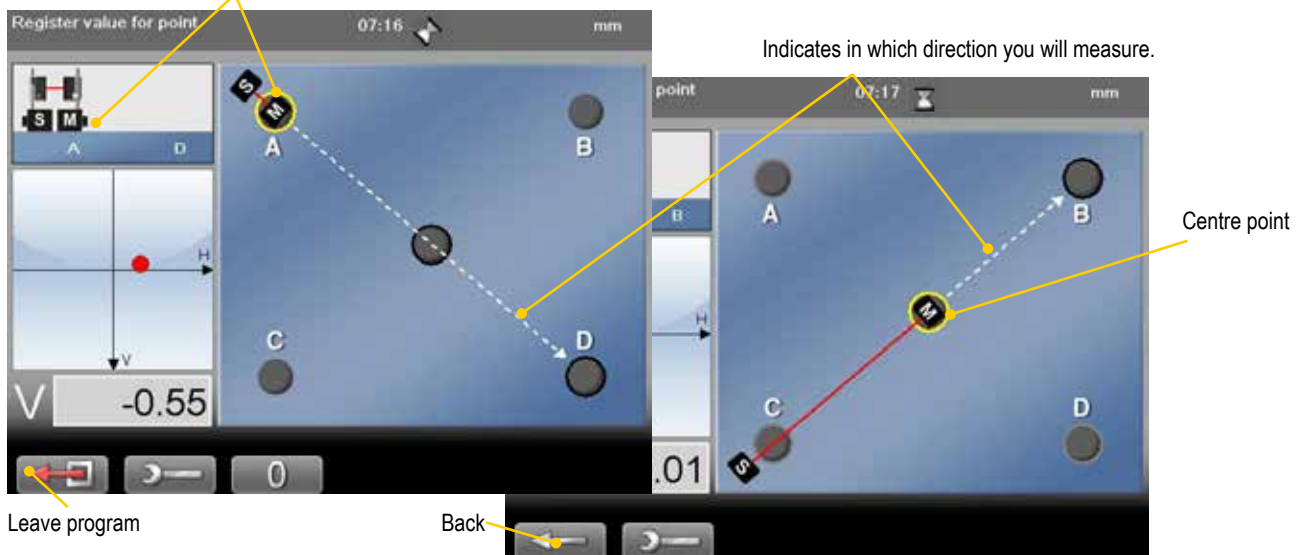 Register value for point
07:16
mm
S M
A D
S
M
A
B
H
V
C
D
V -0.55
0
Leave program
Indicates in which direction you will measure.
point
07:17
mm
B
A
B
H
M
C
D
S
.01
Centre point
Back